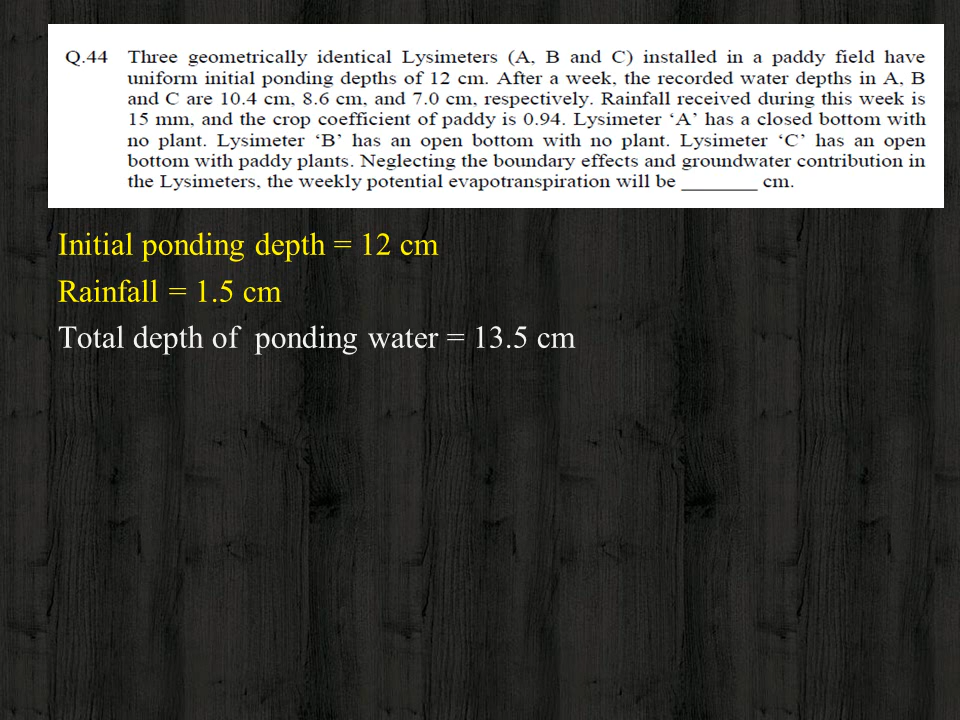 Q.44 Three geometrically identical Lysimeters (A, B and C) installed in a paddy field have
uniform initial ponding depths of 12 cm. After a week, the recorded water depths in A, B
and C are 10.4 cm, 8.6 cm, and 7.0 cm, respectively. Rainfall received during this week is
15 mm, and the crop coefficient of paddy is 0.94. Lysimeter ‘A’ has a closed bottom with
no plant. Lysimeter ‘B’ has an open bottom with no plant. Lysimeter ‘C’ has an open
bottom with paddy plants. Neglecting the boundary effects and groundwater contribution in
the Lysimeters, the weekly potential evapotranspiration will be ________ cm.
Initial ponding depth = 12 cm
Rainfall = 1.5 cm
Total depth of ponding water = 13.5 cm